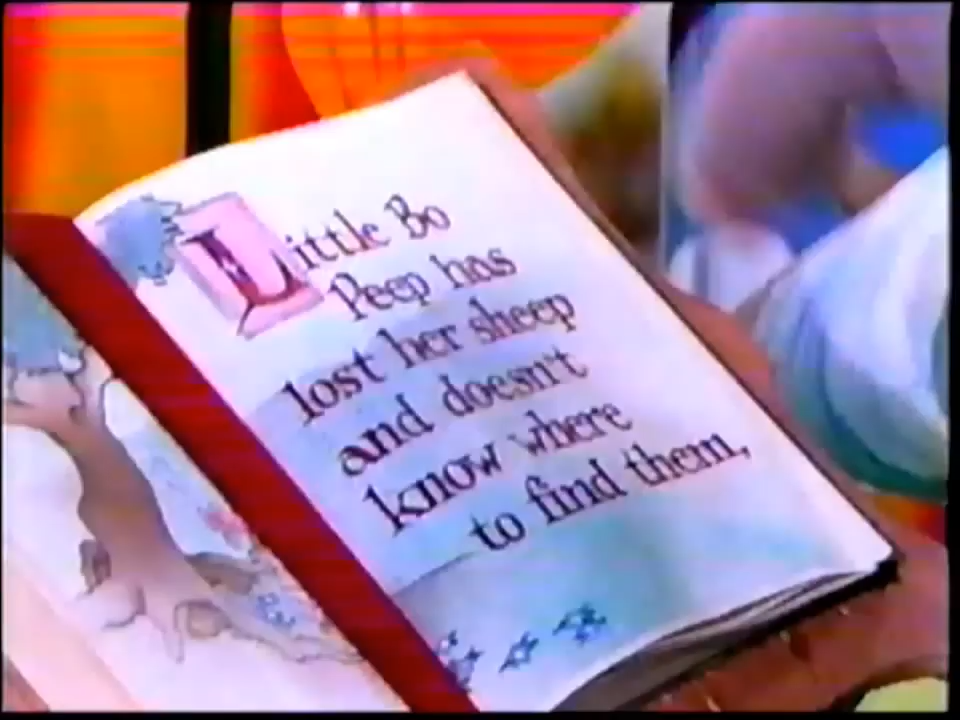 Little Bo
Peep has
lost her sheep
and doesn't
know where
to find them,